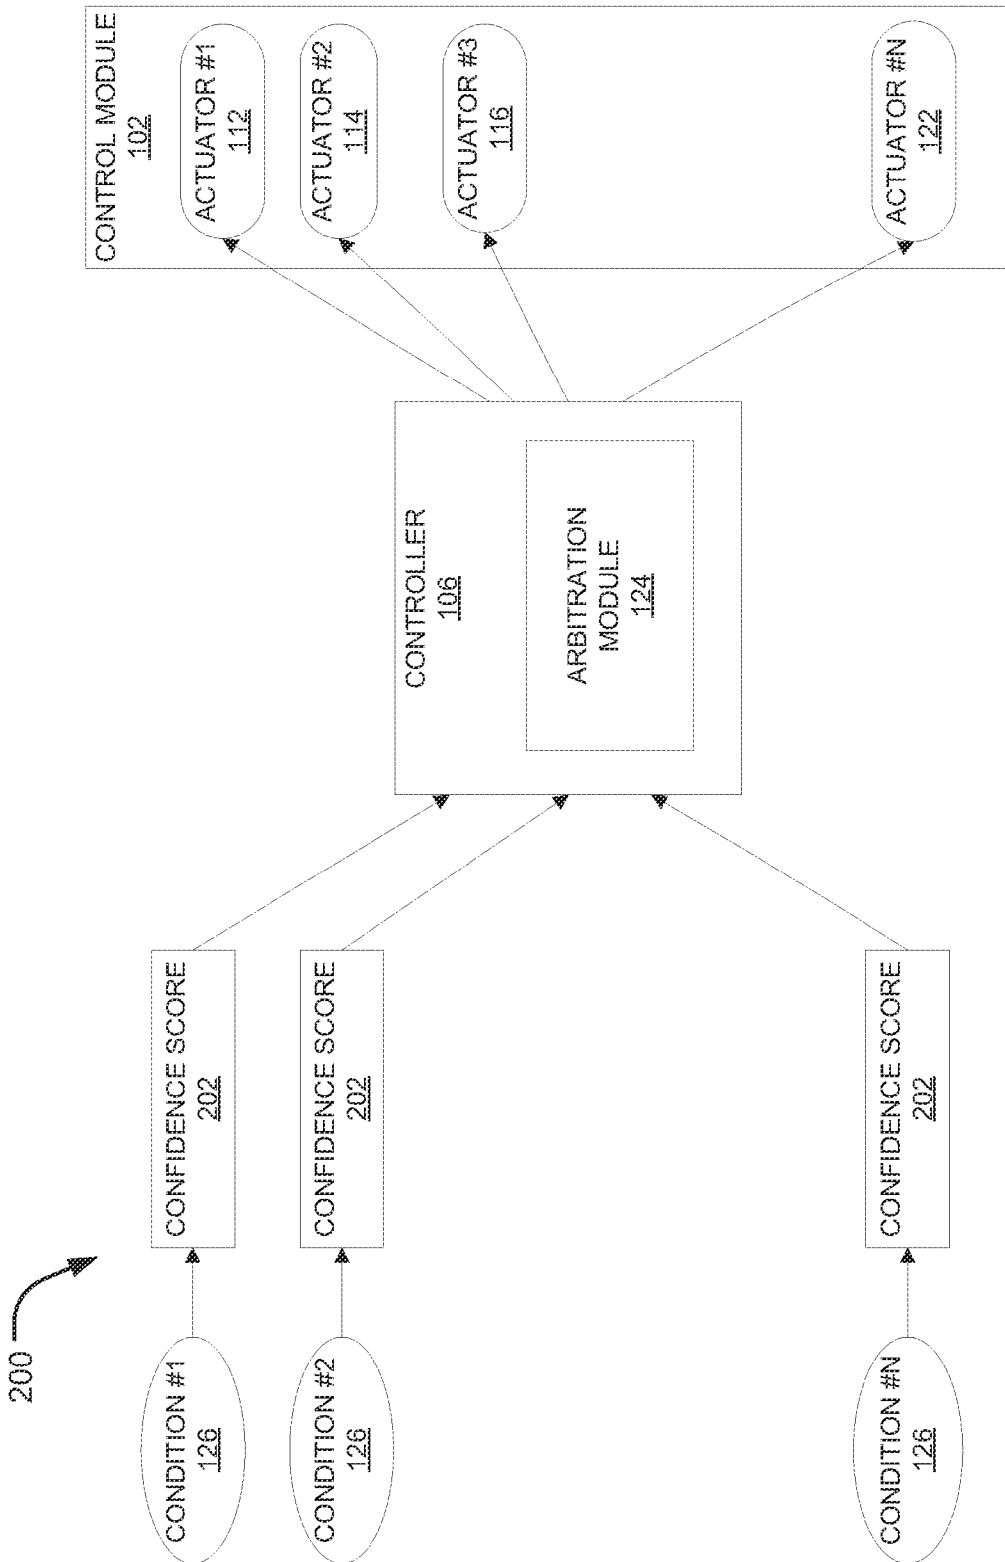 200
CONDITION #1
126
CONDITION #2
126
CONDITION #N
126
CONFIDENCE SCORE
202
CONFIDENCE SCORE
202
CONFIDENCE SCORE
202
CONTROLLER
106
ARBITRATION
MODULE
124
CONTROL MODULE
102
ACTUATOR #1
112
ACTUATOR #2
114
ACTUATOR #3
116
ACTUATOR #N
122